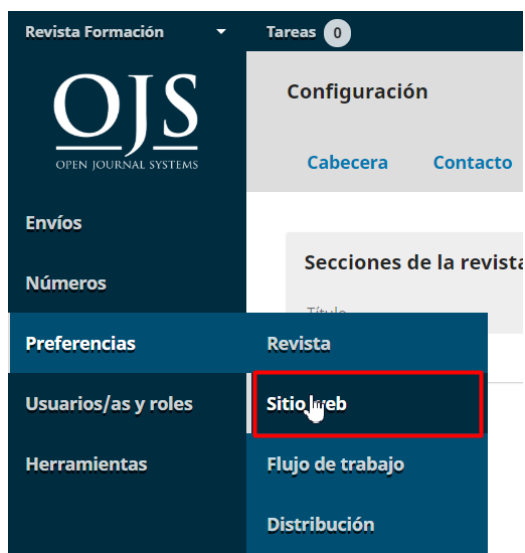 Revista Formación
Tareas 0
OJS
OPEN JOURNAL SYSTEMS
Configuración
Cabecera Contacto
Envíos
Números
Preferencias
Usuarios/as y roles
Herramientas
Secciones de la revista
Título
Revista
Sitio web
Flujo de trabajo
Distribución